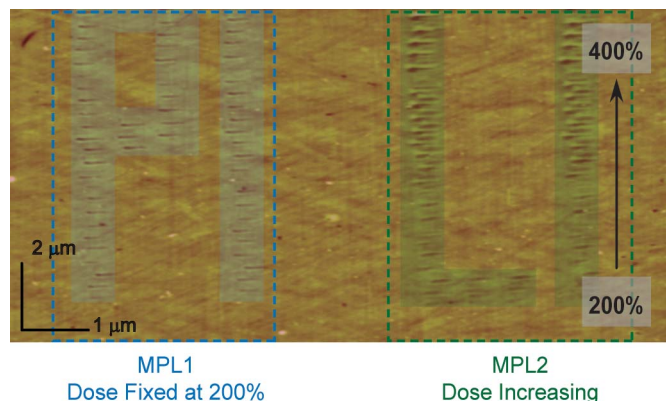 400%
200%
2 μm
1 μm
MPL1
Dose Fixed at 200%
MPL2
Dose Increasing